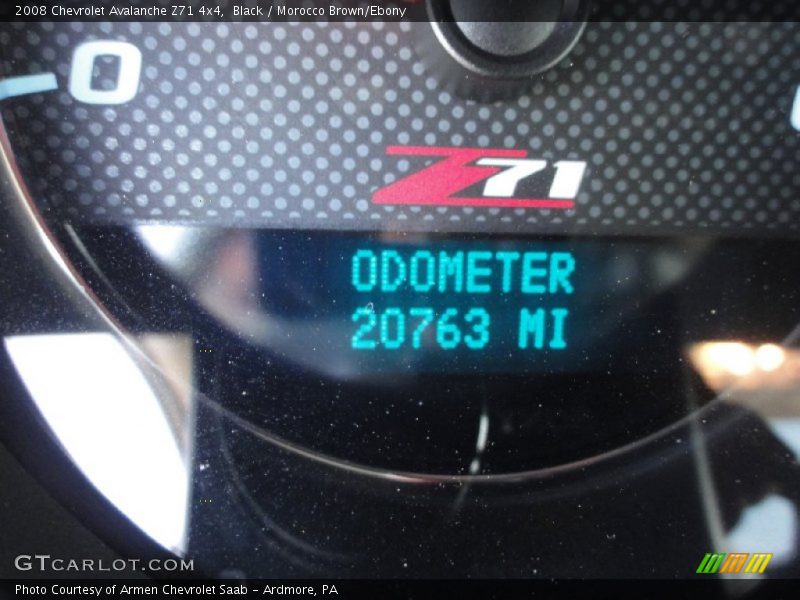 2008 Chevrolet Avalanche Z71 4x4, Black / Morocco Brown/Ebony
0
Z71
ODOMETER
20763 MI
GTCARLOT.COM
Photo Courtesy of Armen Chevrolet Saab - Ardmore, PA